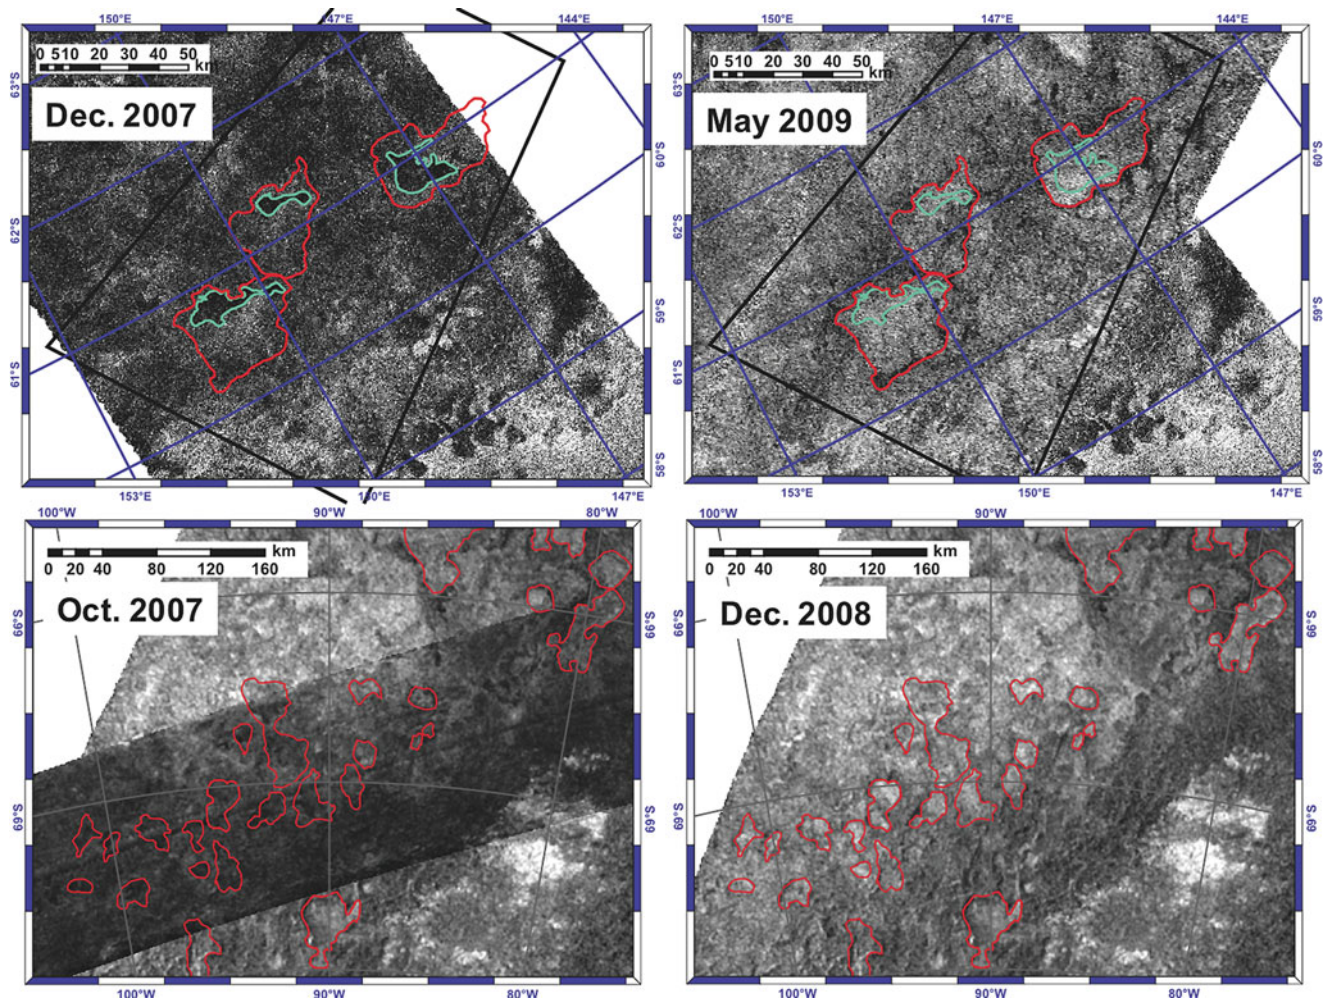 150°E 147°E 144°E
150°E 147°E 144°E
0 5 10 20 30 40 50
km
0 5 10 20 30 40 50
km
63°S
63°S
Dec. 2007
May 2009
60°S
60°S
62°S
62°S
59°S
59°S
61°S
61°S
58°S
58°S
153°E 150°E 147°E
153°E 150°E 147°E
100°W 90°W 80°W
100°W 90°W 80°W
km
0 20 40 80 120 160
km
0 20 40 80 120 160
Oct. 2007
Dec. 2008
66°S
66°S
66°S
66°S
69°S
69°S
69°S
69°S
100°W 90°W 80°W
100°W 90°W 80°W